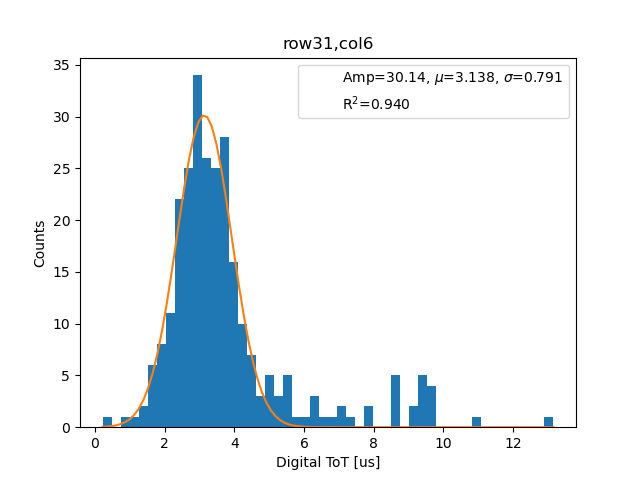 row31,col6
Amp=30.14, μ=3.138, σ=0.791
R²=0.940
35
30
25
20
15
10
5
0
Counts
0 2 4 6 8 10 12
Digital ToT [us]